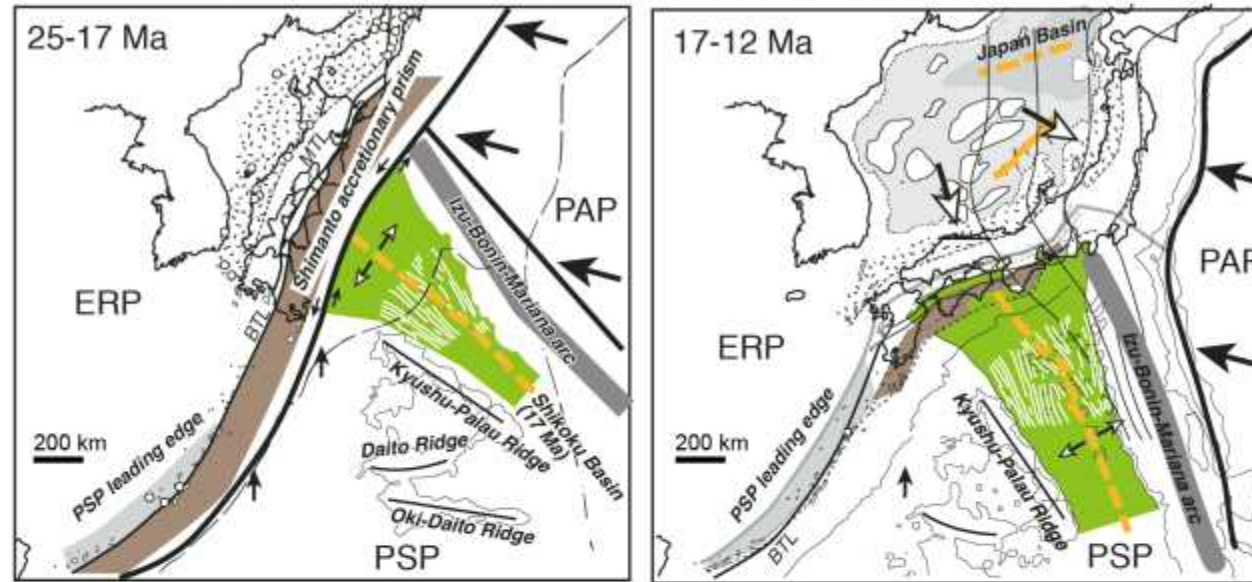 25-17 Ma
MTL
Shimanto accretionary prism
PAP
Izu-Bonin-Mariana arc
ERP
BTL
Shikoku Basin
(17 Ma)
Kyushu-Palau Ridge
200 km
PSP leading edge
Daito Ridge
Oki-Daito Ridge
PSP
17-12 Ma
Japan Basin
PAP
ERP
Izu-Bonin-Mariana arc
Kyushu-Palau Ridge
200 km
PSP leading edge
BTL
PSP